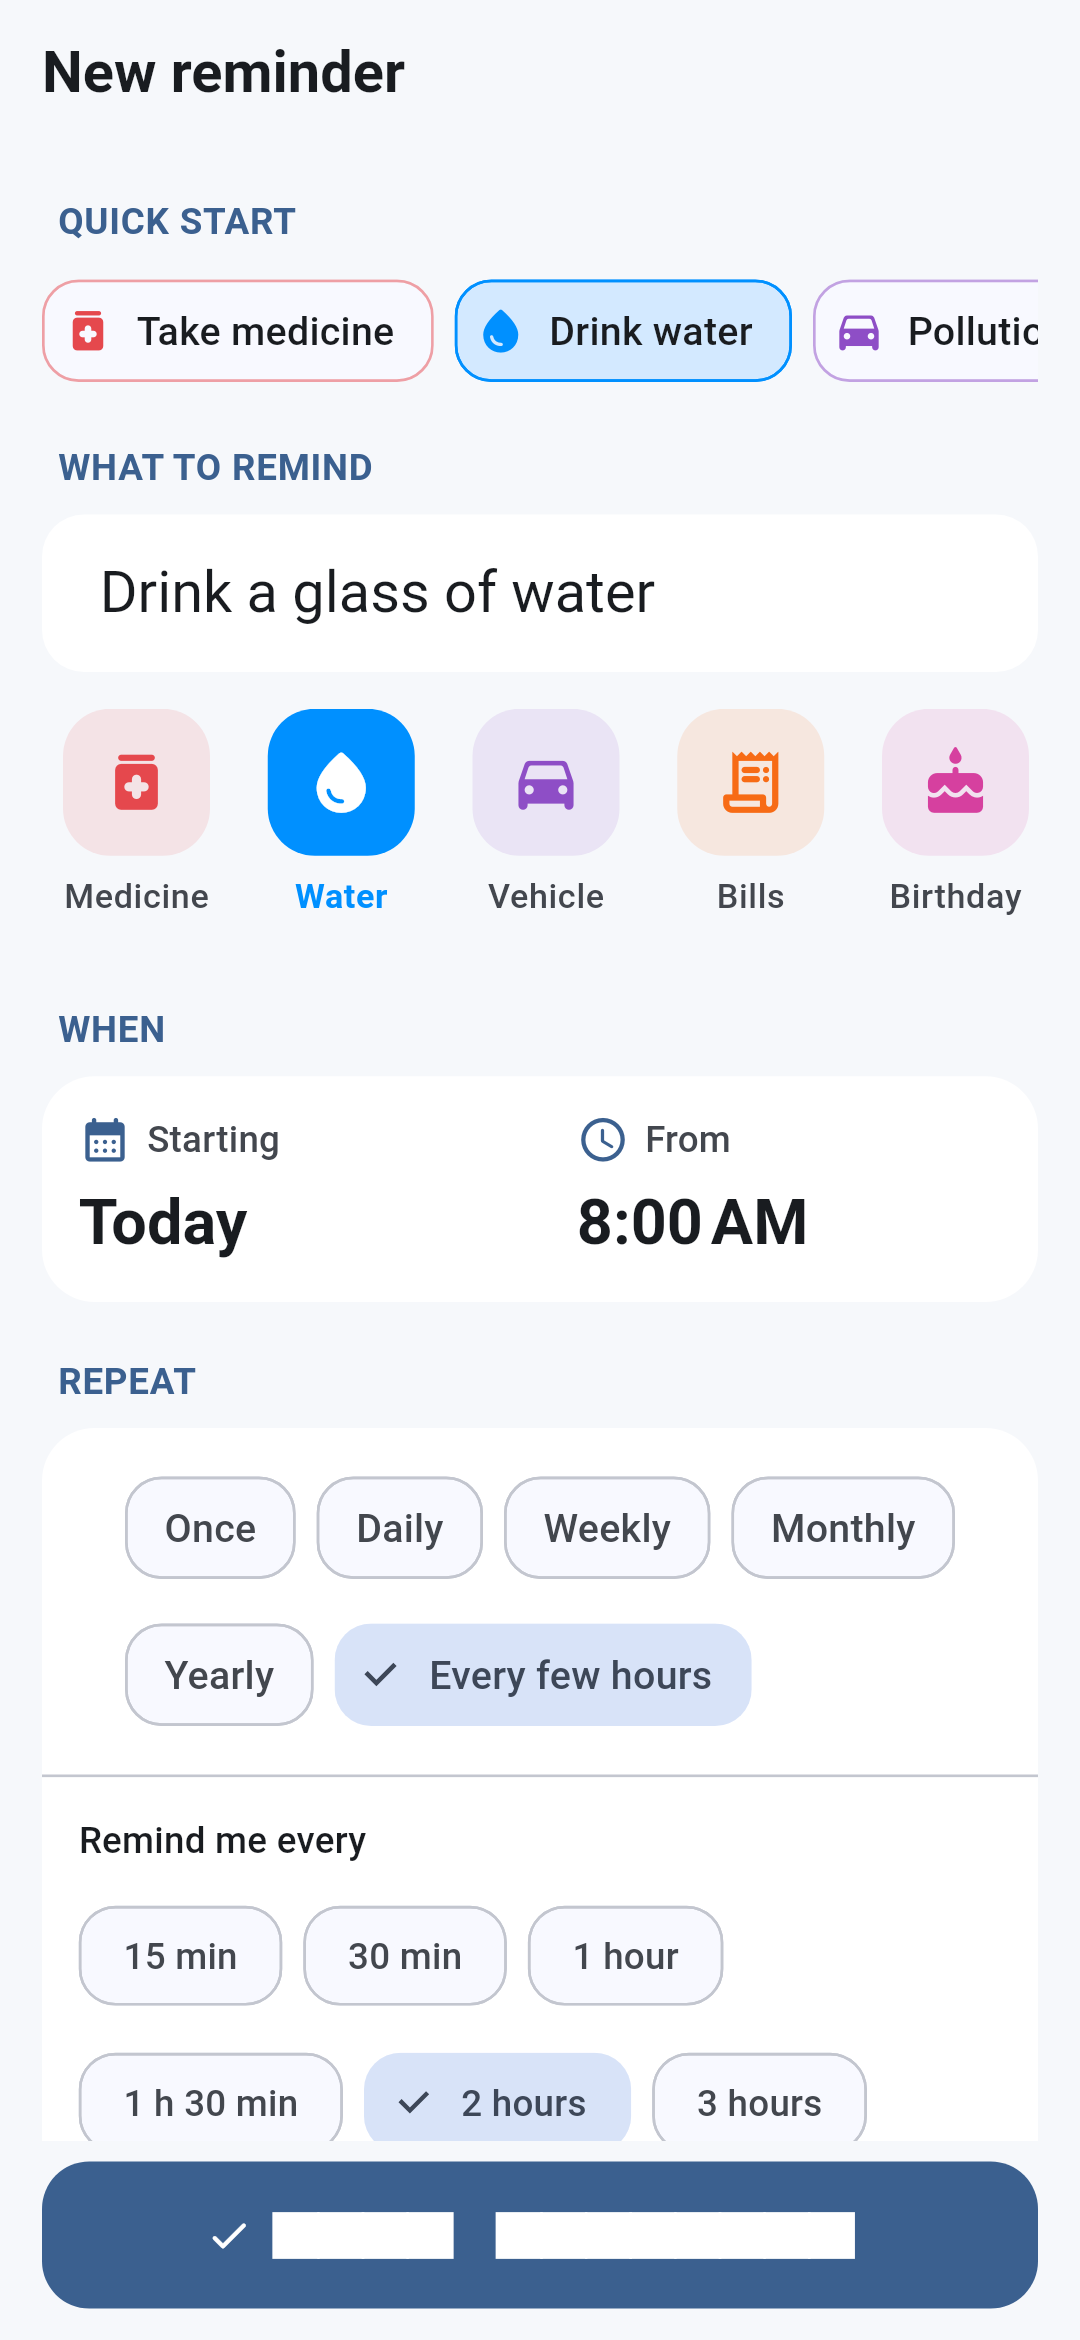 New reminder
QUICK START
Take medicine
Drink water
Pollutio
WHAT TO REMIND
Drink a glass of water
Medicine
Water
Vehicle
Bills
Birthday
WHEN
Starting
From
Today
8:00 AM
REPEAT
Once
Daily
Weekly
Monthly
Yearly
Every few hours
Remind me every
15 min
30 min
1 hour
1 h 30 min
2 hours
3 hours